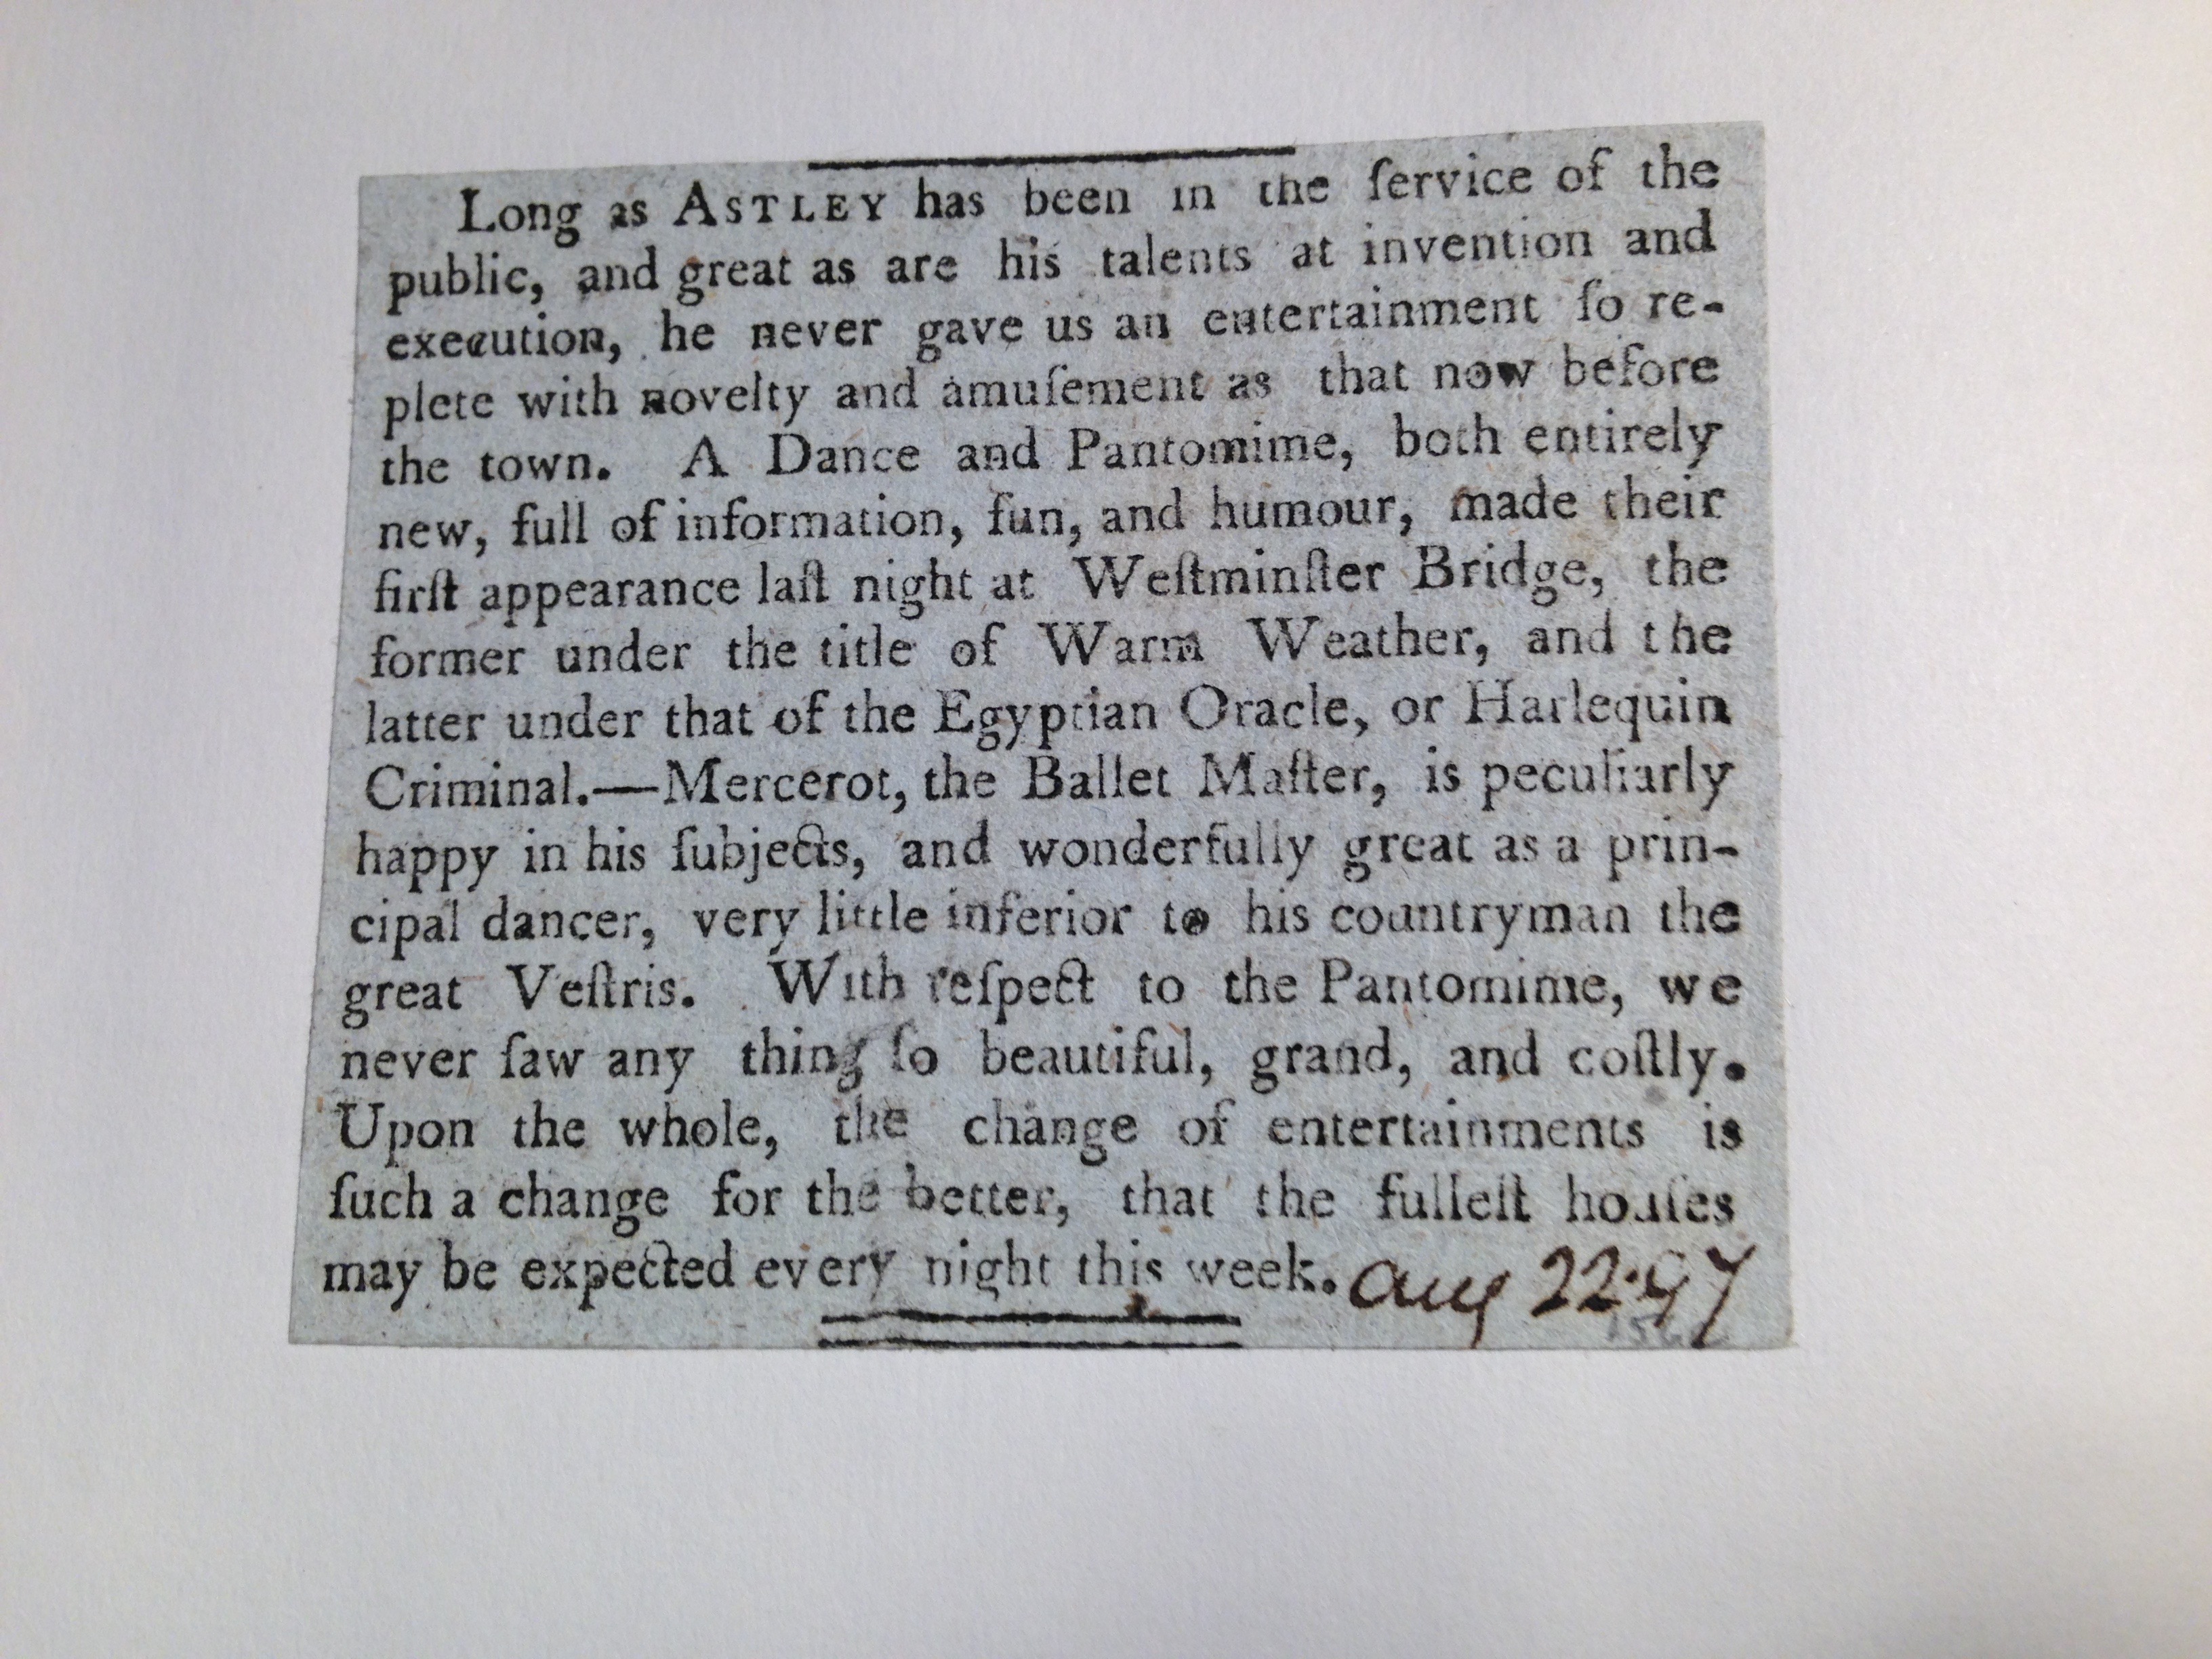 Long as ASTLEY has been in the ſervice of the
public, and great as are his talents at invention and
execution, he never gave us an entertainment ſo re-
plete with novelty and amuſement as that now before
the town. A Dance and Pantomime, both entirely
new, full of information, fun, and humour, made their
firſt appearance laſt night at Weſtminſter Bridge, the
former under the title of Warm Weather, and the
latter under that of the Egyptian Oracle, or Harlequin
Criminal.—Mercerot, the Ballet Maſter, is peculiarly
happy in his ſubjects, and wonderfully great as a prin-
cipal dancer, very little inferior to his countryman the
great Veſtris. With reſpect to the Pantomime, we
never ſaw any thing ſo beautiful, grand, and coſtly.
Upon the whole, the change of entertainments is
ſuch a change for the better, that the fulleſt houſes
may be expected every night this week. Aug 22·97